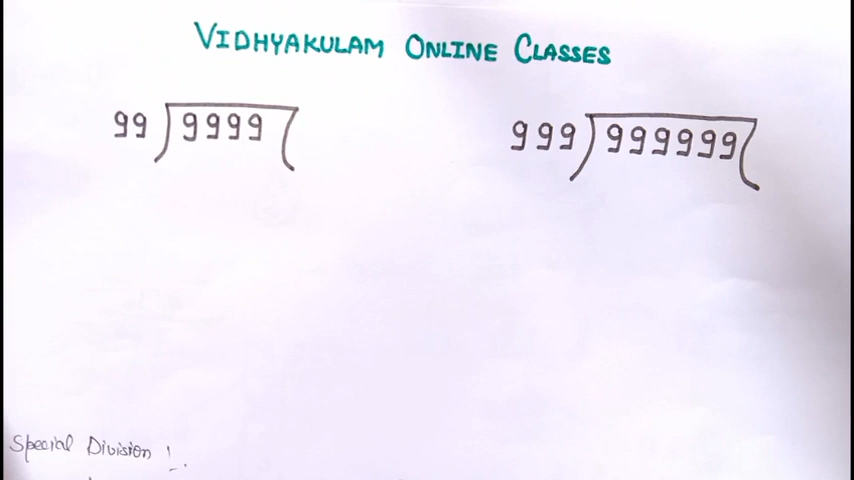 VIDHYAKULAM ONLINE CLASSES
99 ) 9999 (
999 ) 999999 (
Special Division !